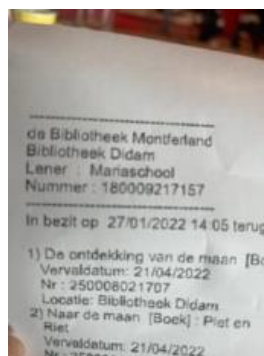 de Bibliotheek Montferland
Bibliotheek Didam
Lener : Mariaschool
Nummer : 180009217157
In bezit op 27/01/2022 14:05 terug
1) De ontdekking van de maan [Bo
Vervaldatum: 21/04/2022
Nr : 250008021707
Locatie: Bibliotheek Didam
2) Naar de maan [Boek] : Piet en
Riet
Vervaldatum: 21/04/2022